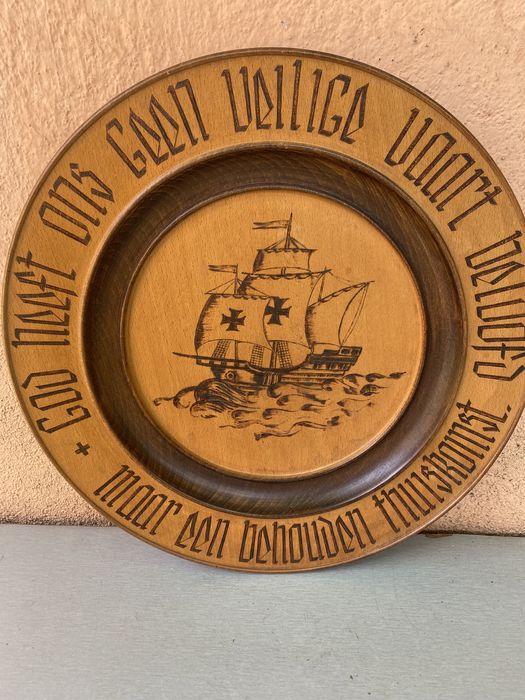 + God heeft ons geen veilige vaart beloofd
maar een behouden thuiskomst.